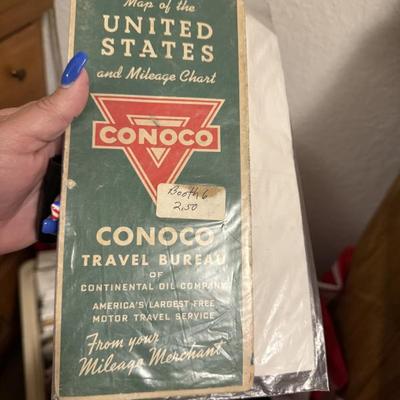 Map of the
UNITED
STATES
and Mileage Chart
CONOCO
Booth 6
2.50
CONOCO
TRAVEL BUREAU
OF
CONTINENTAL OIL COMPANY
AMERICA'S LARGEST FREE
MOTOR TRAVEL SERVICE
From your
Mileage Merchant